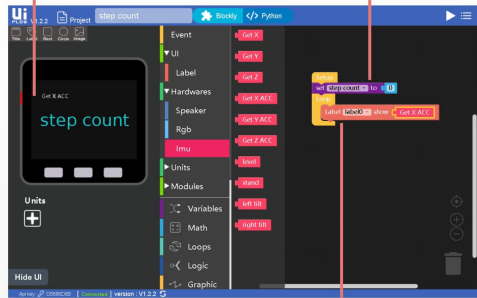 Ui
FLOW V1.2.2 Project step count Blockly </> Python
Title Label Rect Circle Image
Get X ACC
step count
Units
Hide UI
Event
UI
Label
Hardwares
Speaker
Rgb
Imu
Units
Modules
Variables
Math
Loops
Logic
Graphic
Get X
Get Y
Get Z
Get X ACC
Get Y ACC
Get Z ACC
level
stand
left tilt
right tilt
Setup
set step count to 0
Loop
Label label0 show Get X ACC
[ Connected ] version : V1.2.2